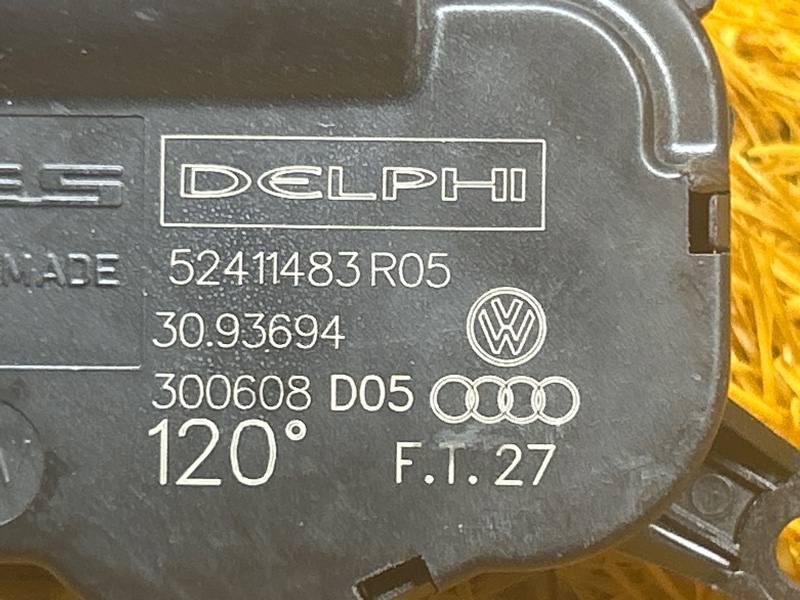 DELPHI
MADE
52411483 R05
30.93694
300608 D05
120°
F.T. 27